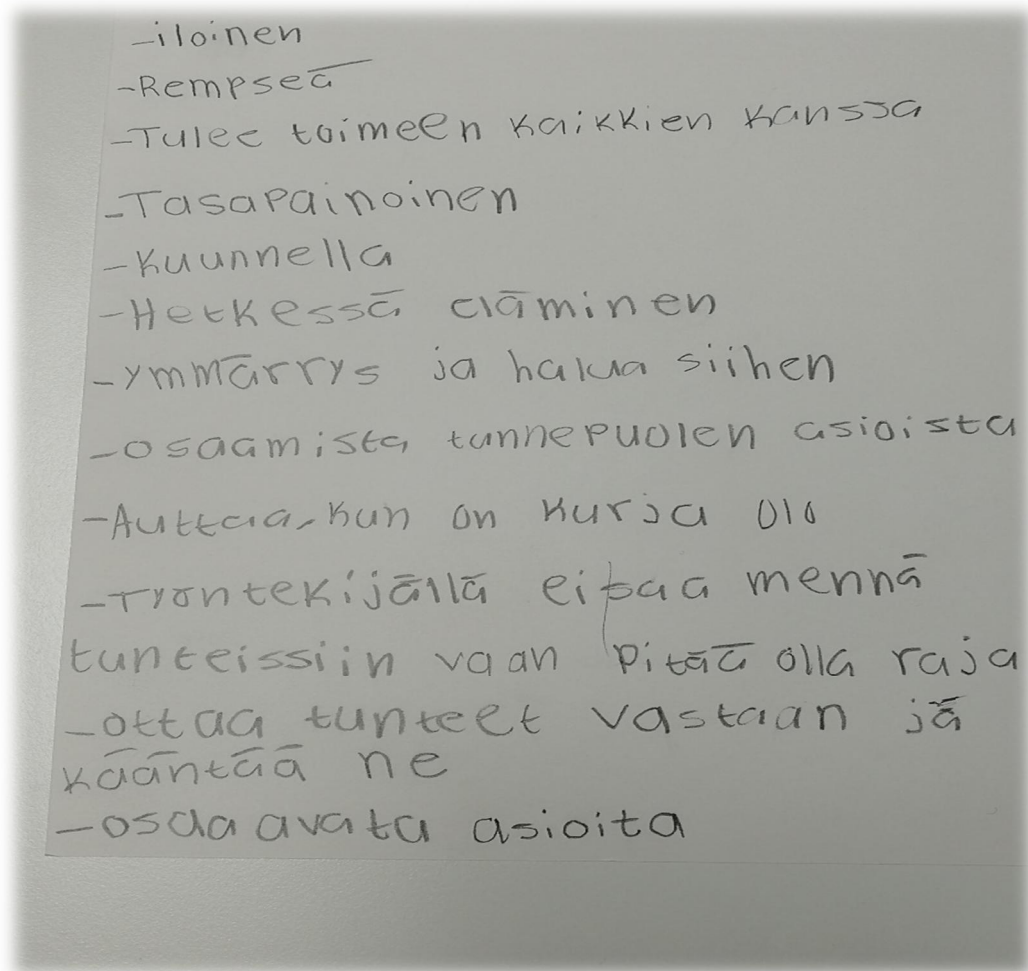 -iloinen
-Rempseä
-Tulee toimeen kaikkien kanssa
-Tasapainoinen
-Kuunnella
-Hetkessä eläminen
-ymmärrys ja halua siihen
-osaamista tunnepuolen asioista
-Auttaa, kun on kurja olo
-Työntekijällä ei saa mennä
tunteissiin vaan pitää olla raja
-ottaa tunteet vastaan jä
kääntää ne
-osaa avata asioita